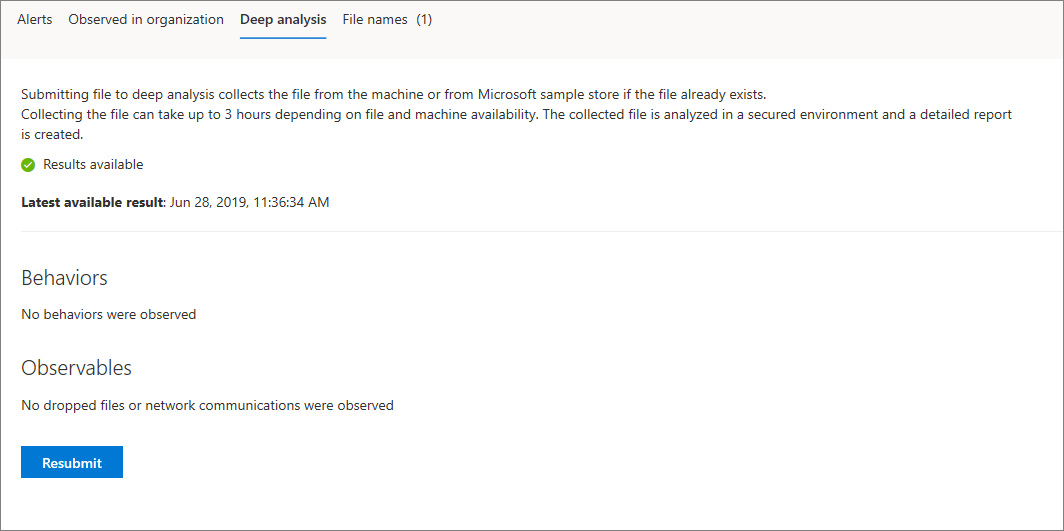 Alerts Observed in organization Deep analysis File names (1)
Submitting file to deep analysis collects the file from the machine or from Microsoft sample store if the file already exists.
Collecting the file can take up to 3 hours depending on file and machine availability. The collected file is analyzed in a secured environment and a detailed report
is created.
Results available
Latest available result: Jun 28, 2019, 11:36:34 AM
Behaviors
No behaviors were observed
Observables
No dropped files or network communications were observed
Resubmit